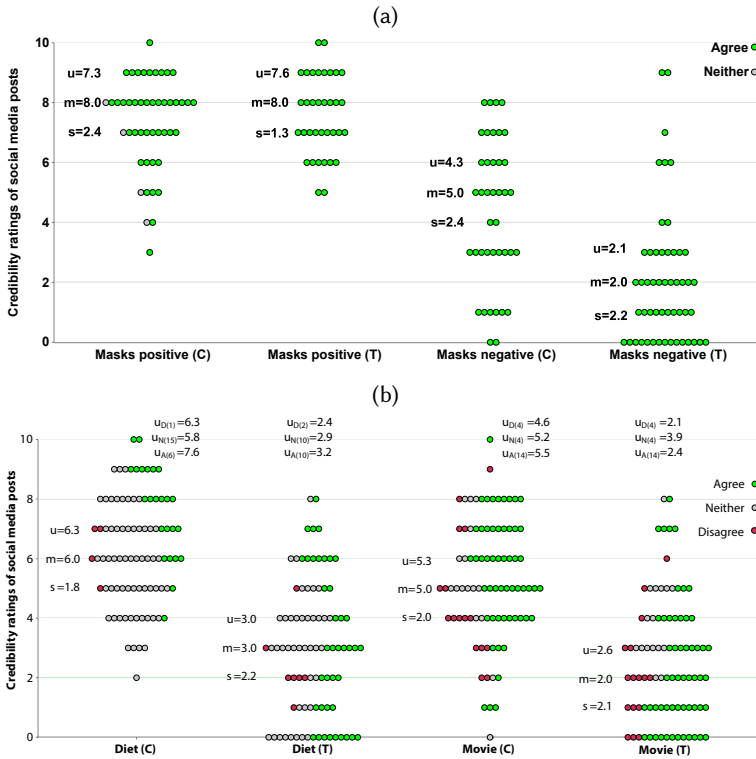 (a)
10
8
6
4
2
0
Credibility ratings of social media posts
u=7.3
m=8.0
s=2.4
u=7.6
m=8.0
s=1.3
u=4.3
m=5.0
s=2.4
u=2.1
m=2.0
s=2.2
Agree
Neither
Masks positive (C)
Masks positive (T)
Masks negative (C)
Masks negative (T)
(b)
uD(1)=6.3
uN(15)=5.8
uA(6)=7.6
uD(2)=2.4
uN(10)=2.9
uA(10)=3.2
uD(4)=4.6
uN(4)=5.2
uA(14)=5.5
uD(4)=2.1
uN(4)=3.9
uA(14)=2.4
10
8
6
4
2
0
Credibility ratings of social media posts
u=6.3
m=6.0
s=1.8
u=3.0
m=3.0
s=2.2
u=5.3
m=5.0
s=2.0
u=2.6
m=2.0
s=2.1
Agree
Neither
Disagree
Diet (C)
Diet (T)
Movie (C)
Movie (T)